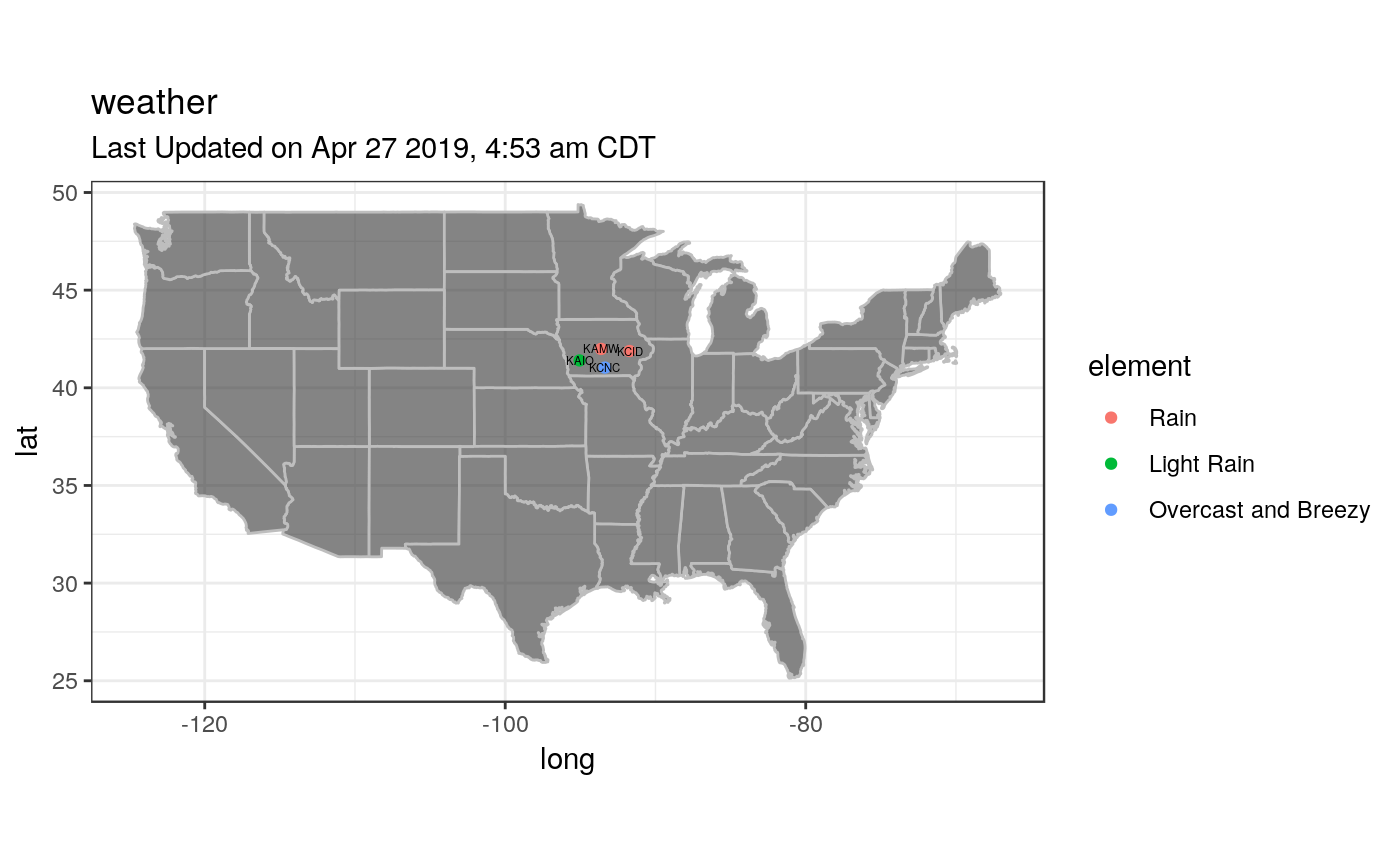 weather
Last Updated on Apr 27 2019, 4:53 am CDT
50
45
40
35
30
25
lat
KAMW
KCID
KAIO
KCNC
-120
-100
-80
long
element
Rain
Light Rain
Overcast and Breezy